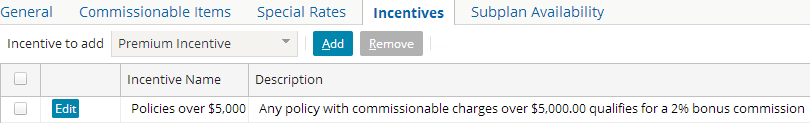 General Commissionable Items Special Rates Incentives Subplan Availability
Incentive to add Premium Incentive Add Remove
Incentive Name Description
Edit Policies over $5,000 Any policy with commissionable charges over $5,000.00 qualifies for a 2% bonus commission